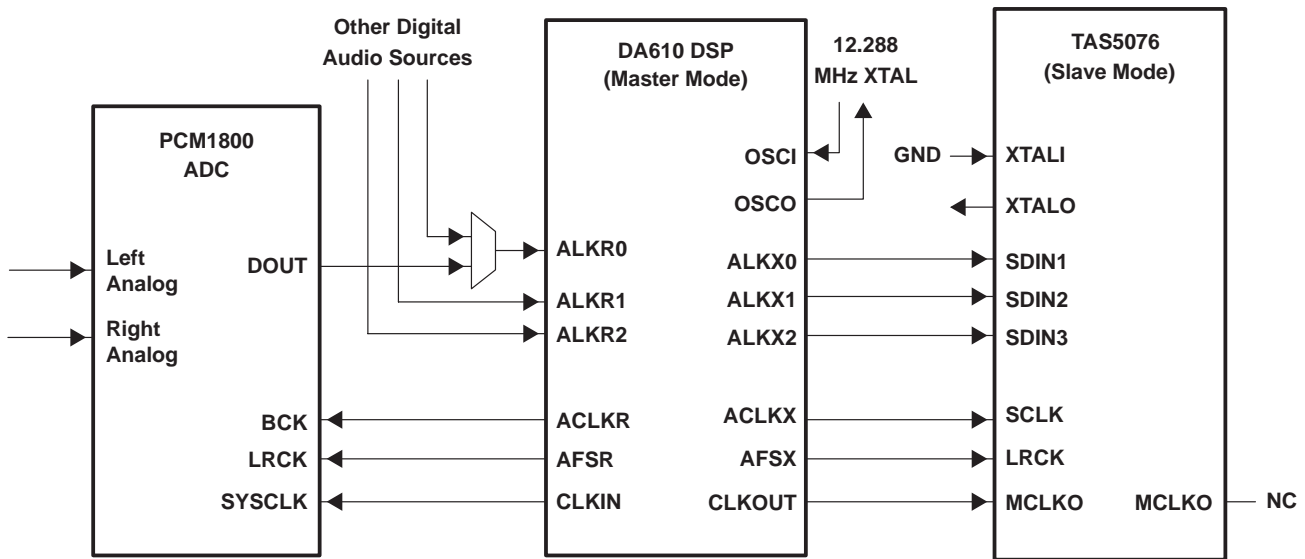 Other Digital
Audio Sources
PCM1800
ADC
Left
Analog
Right
Analog
DOUT
BCK
LRCK
SYSCLK
DA610 DSP
(Master Mode)
ALKR0
ALKR1
ALKR2
ACLKR
AFSR
CLKIN
OSCI
OSCO
ALKX0
ALKX1
ALKX2
ACLKX
AFSX
CLKOUT
12.288
MHz XTAL
GND
TAS5076
(Slave Mode)
XTALI
XTALO
SDIN1
SDIN2
SDIN3
SCLK
LRCK
MCLKO
MCLKO
NC